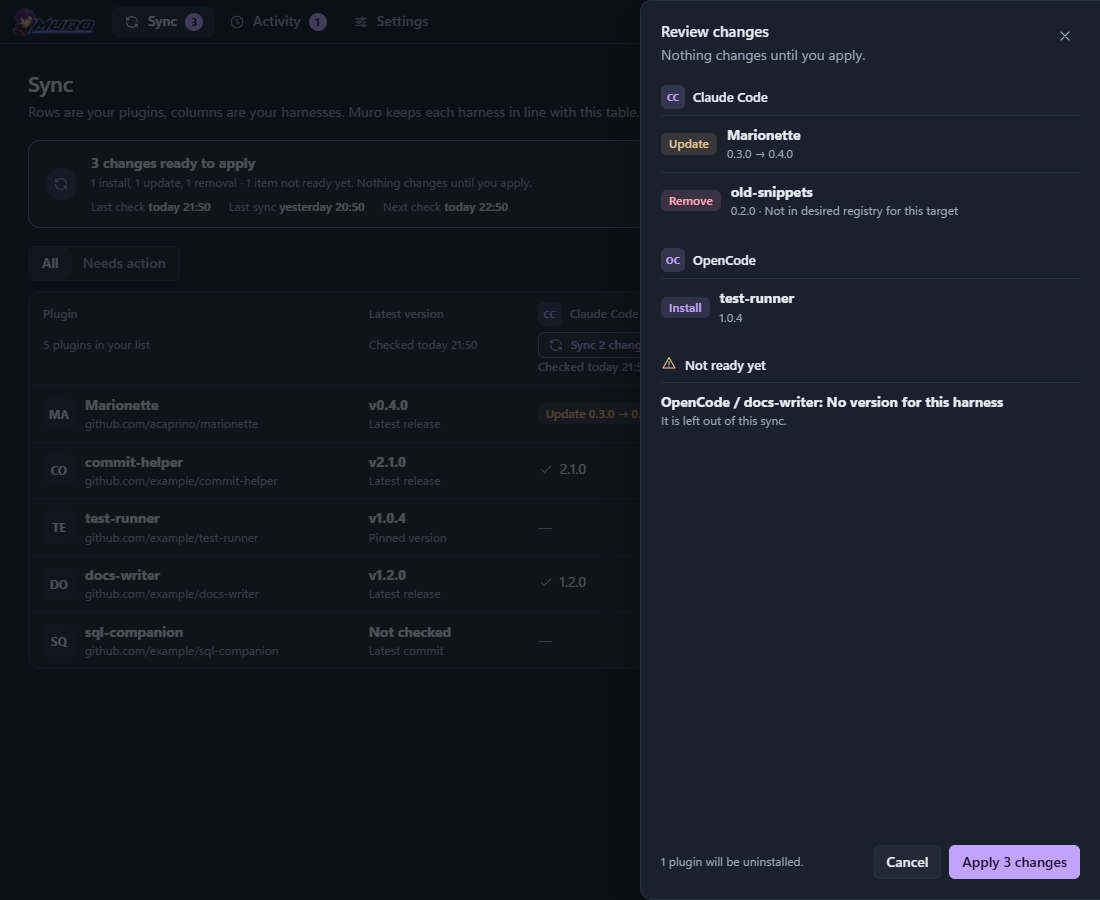 MURO
Sync 3
Activity 1
Settings
Sync
Rows are your plugins, columns are your harnesses. Muro keeps each harness in line with this table.
3 changes ready to apply
1 install, 1 update, 1 removal · 1 item not ready yet. Nothing changes until you apply.
Last check today 21:50 Last sync yesterday 20:50 Next check today 22:50
All Needs action
Plugin Latest version CC Claude Code
5 plugins in your list Checked today 21:50 Sync 2
Checked today
MA Marionette v0.4.0 Update 0.3.0 →
github.com/acaprino/marionette Latest release
CO commit-helper v2.1.0 2.1.0
github.com/example/commit-helper Latest release
TE test-runner v1.0.4 —
github.com/example/test-runner Pinned version
DO docs-writer v1.2.0 1.2.0
github.com/example/docs-writer Latest release
SQ sql-companion Not checked —
github.com/example/sql-companion Latest commit
Review changes
Nothing changes until you apply.
CC Claude Code
Update Marionette
0.3.0 → 0.4.0
Remove old-snippets
0.2.0 · Not in desired registry for this target
OC OpenCode
Install test-runner
1.0.4
Not ready yet
OpenCode / docs-writer: No version for this harness
It is left out of this sync.
1 plugin will be uninstalled.
Cancel
Apply 3 changes